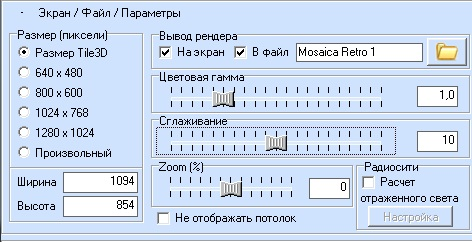 - Экран / Файл / Параметры
Размер (пиксели)
Размер Tile3D
640 x 480
800 x 600
1024 x 768
1280 x 1024
Произвольный
Ширина 1094
Высота 854
Вывод рендера
На экран В файл Mosaica Retro 1
Цветовая гамма
1,0
Сглаживание
10
Zoom (%)
0
Не отображать потолок
Радиосити
Расчет
отраженного света
Настройка